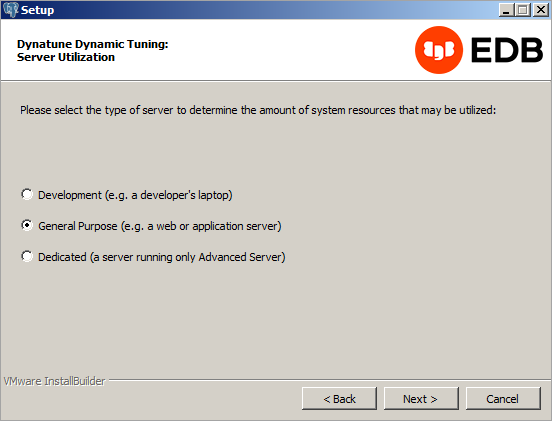 Setup
Dynatune Dynamic Tuning:
Server Utilization
EDB
Please select the type of server to determine the amount of system resources that may be utilized:
Development (e.g. a developer's laptop)
General Purpose (e.g. a web or application server)
Dedicated (a server running only Advanced Server)
VMware InstallBuilder
< Back
Next >
Cancel